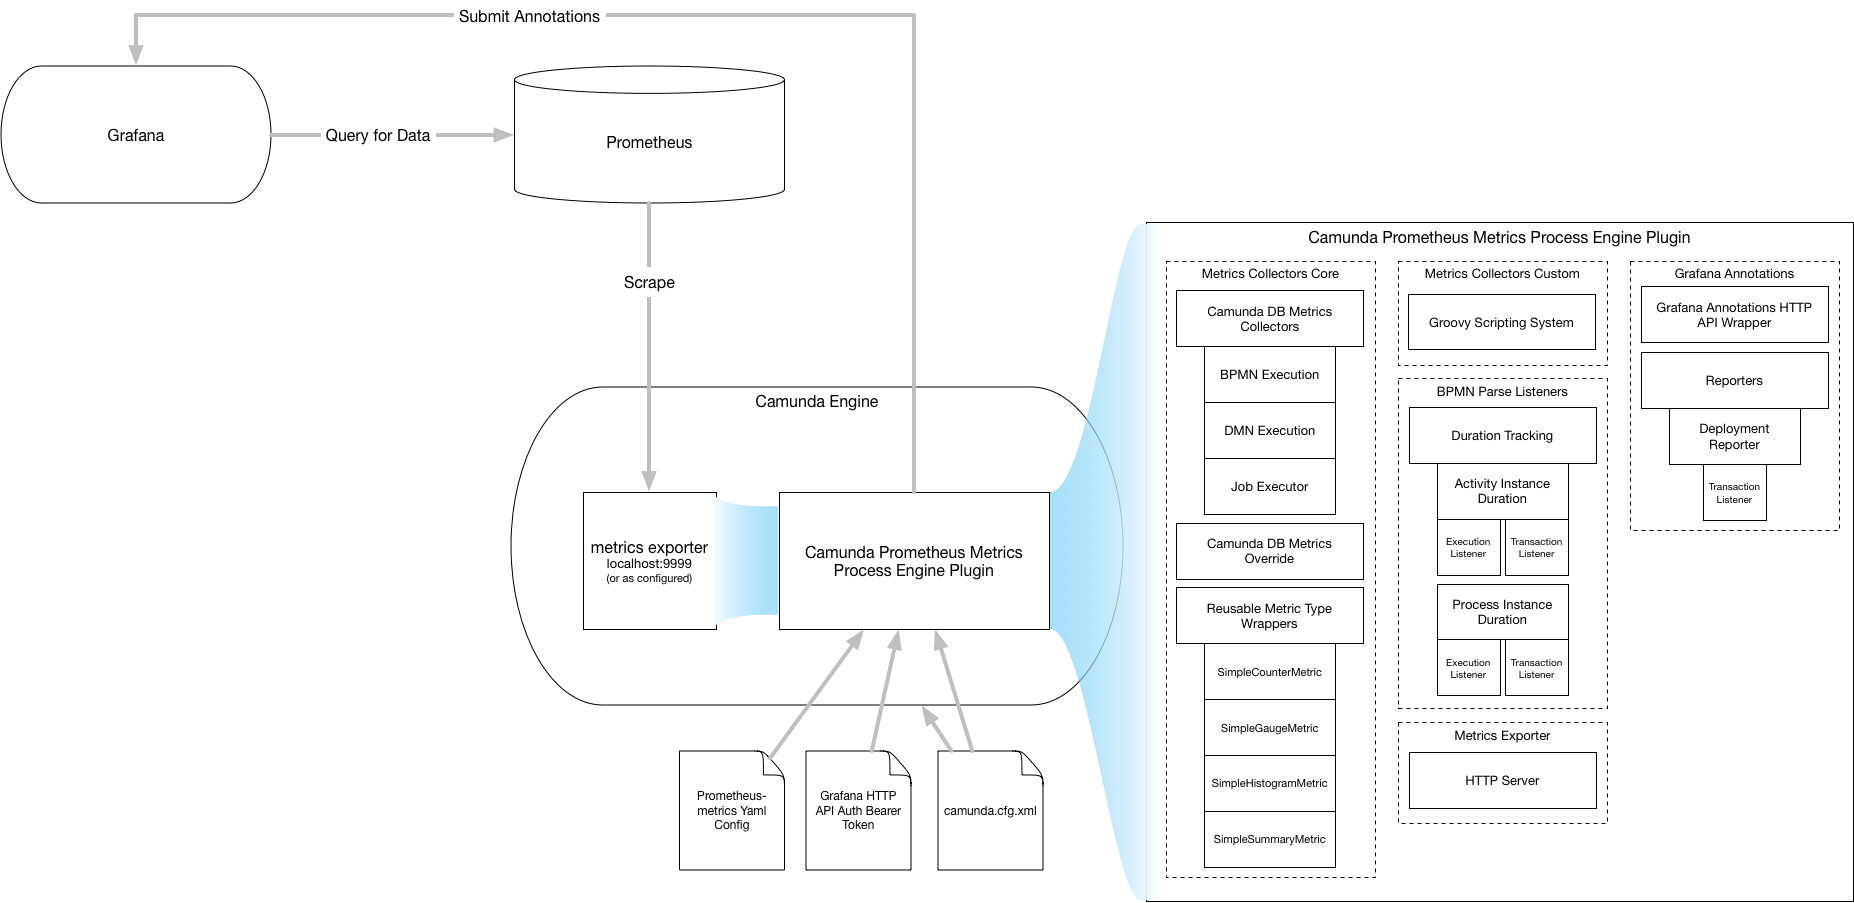 Submit Annotations
Grafana
Query for Data
Prometheus
Scrape
Camunda Engine
metrics exporter
localhost:9999
(or as configured)
Camunda Prometheus Metrics
Process Engine Plugin
Prometheus-
metrics Yaml
Config
Grafana HTTP
API Auth Bearer
Token
camunda.cfg.xml
Camunda Prometheus Metrics Process Engine Plugin
Metrics Collectors Core
Camunda DB Metrics
Collectors
BPMN Execution
DMN Execution
Job Executor
Camunda DB Metrics
Override
Reusable Metric Type
Wrappers
SimpleCounterMetric
SimpleGaugeMetric
SimpleHistogramMetric
SimpleSummaryMetric
Metrics Collectors Custom
Groovy Scripting System
BPMN Parse Listeners
Duration Tracking
Activity Instance
Duration
Execution
Listener
Transaction
Listener
Process Instance
Duration
Execution
Listener
Transaction
Listener
Metrics Exporter
HTTP Server
Grafana Annotations
Grafana Annotations HTTP
API Wrapper
Reporters
Deployment
Reporter
Transaction
Listener